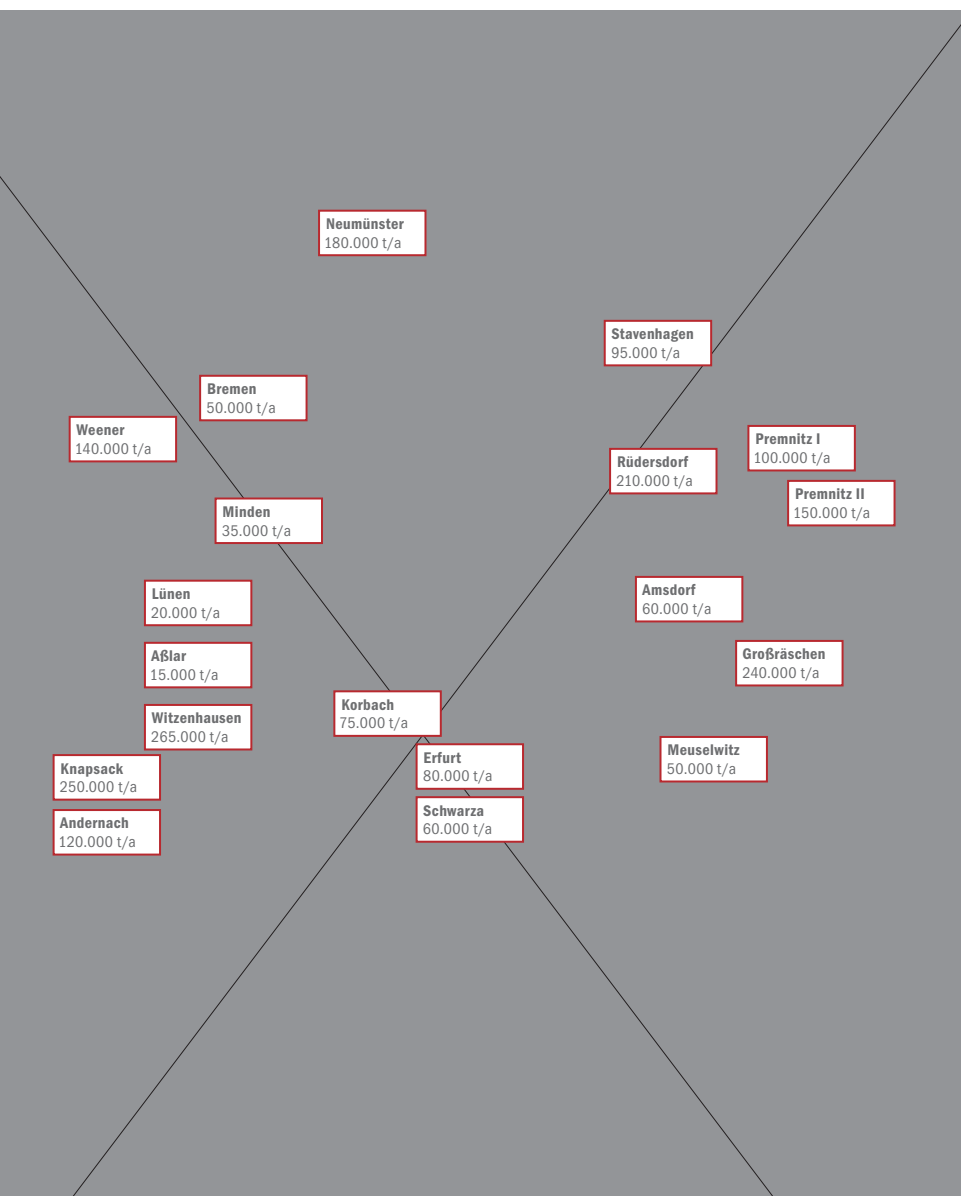 Neumünster
180.000 t/a
Stavenhagen
95.000 t/a
Bremen
50.000 t/a
Weener
140.000 t/a
Premnitz I
100.000 t/a
Rüdersdorf
210.000 t/a
Premnitz II
150.000 t/a
Minden
35.000 t/a
Lünen
20.000 t/a
Amsdorf
60.000 t/a
Aßlar
15.000 t/a
Großräschen
240.000 t/a
Korbach
75.000 t/a
Witzenhausen
265.000 t/a
Erfurt
80.000 t/a
Meuselwitz
50.000 t/a
Knapsack
250.000 t/a
Schwarza
60.000 t/a
Andernach
120.000 t/a